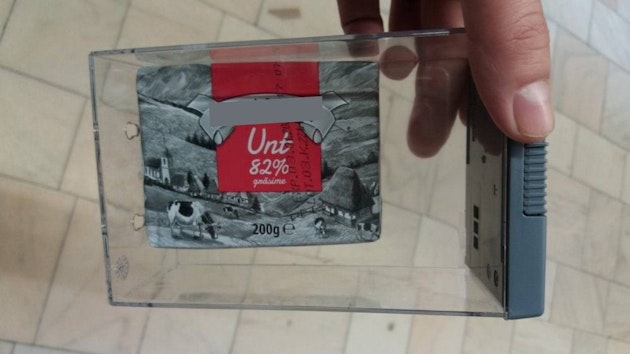 Unt
82%
grăsime
200g ℮